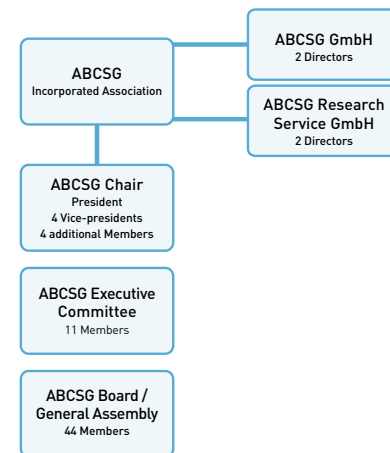 ABCSG
Incorporated Association
ABCSG GmbH
2 Directors
ABCSG Research
Service GmbH
2 Directors
ABCSG Chair
President
4 Vice-presidents
4 additional Members
ABCSG Executive
Committee
11 Members
ABCSG Board /
General Assembly
44 Members